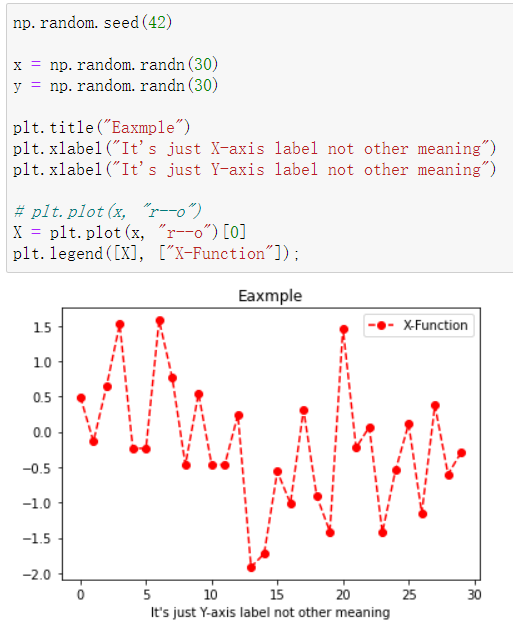 np.random.seed(42)
x = np.random.randn(30)
y = np.random.randn(30)
plt.title("Eaxmple")
plt.xlabel("It's just X-axis label not other meaning")
plt.xlabel("It's just Y-axis label not other meaning")
# plt.plot(x, "r--o")
X = plt.plot(x, "r--o")[0]
plt.legend([X], ["X-Function"]);
Eaxmple
X-Function
1.5
1.0
0.5
0.0
−0.5
−1.0
−1.5
−2.0
0 5 10 15 20 25 30
It's just Y-axis label not other meaning